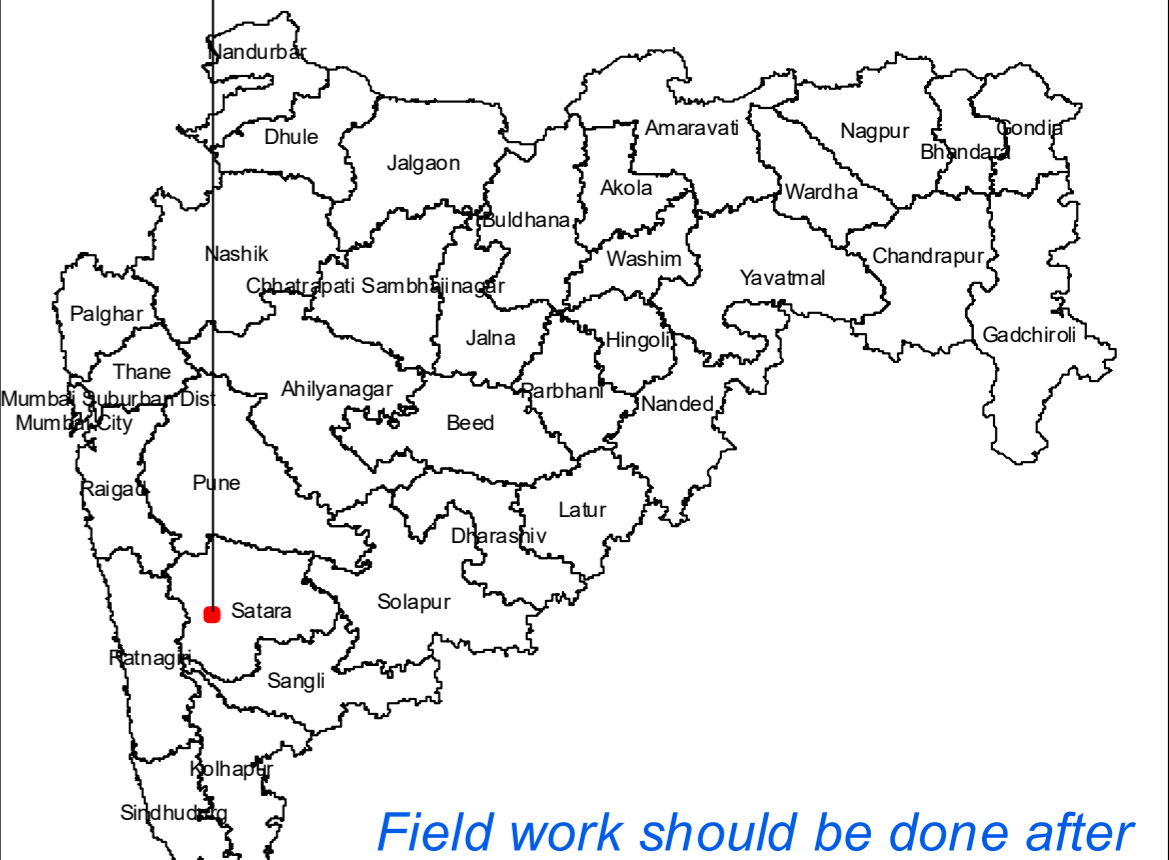 Nandurbar
Dhule
Jalgaon
Amaravati
Nagpur
Gondia
Bhandara
Akola
Wardha
Buldhana
Nashik
Washim
Chandrapur
Yavatmal
Chhatrapati Sambhajinagar
Palghar
Jalna
Hingoli
Gadchiroli
Thane
Ahilyanagar
Parbhani
Mumbai Suburban Dist
Nanded
Mumbai City
Beed
Raigad
Pune
Latur
Dharashiv
Satara
Solapur
Ratnagiri
Sangli
Kolhapur
Sindhudurg
Field work should be done after